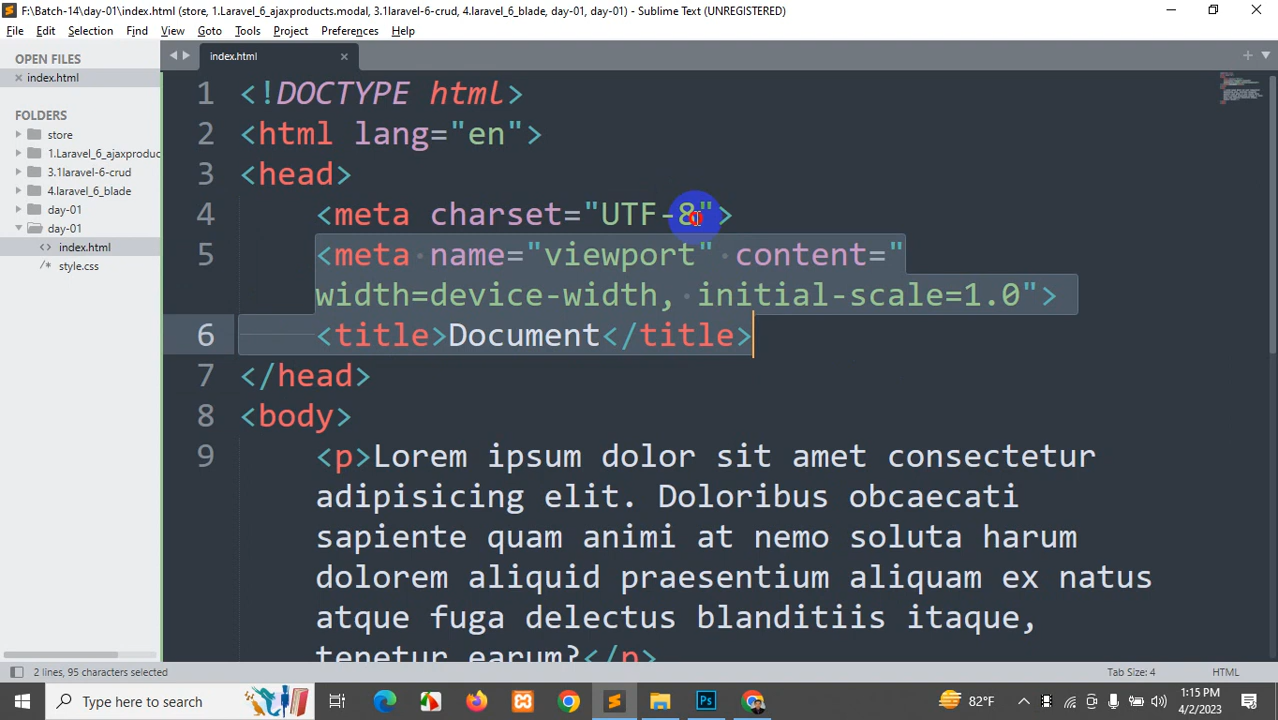 F:\Batch-14\day-01\index.html (store, 1.Laravel_6_ajaxproducts.modal, 3.1laravel-6-crud, 4.laravel_6_blade, day-01, day-01) - Sublime Text (UNREGISTERED)
File Edit Selection Find View Goto Tools Project Preferences Help
OPEN FILES
index.html
FOLDERS
store
1.Laravel_6_ajaxproduc
3.1laravel-6-crud
4.laravel_6_blade
day-01
day-01
index.html
style.css
index.html
1 <!DOCTYPE html>
2 <html lang="en">
3 <head>
4 <meta charset="UTF-8">
5 <meta name="viewport" content="
width=device-width, initial-scale=1.0">
6 <title>Document</title>
7 </head>
8 <body>
9 <p>Lorem ipsum dolor sit amet consectetur
adipisicing elit. Doloribus obcaecati
sapiente quam animi at nemo soluta harum
dolorem aliquid praesentium aliquam ex natus
atque fuga delectus blanditiis itaque,
tenetur earum?</p>
2 lines, 95 characters selected
Tab Size: 4
HTML
Type here to search
82°F
1:15 PM
4/2/2023